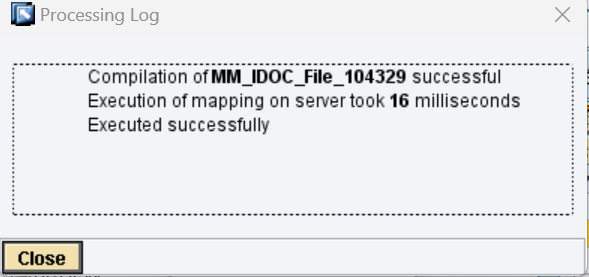 Processing Log
Compilation of MM_IDOC_File_104329 successful
Execution of mapping on server took 16 milliseconds
Executed successfully
Close